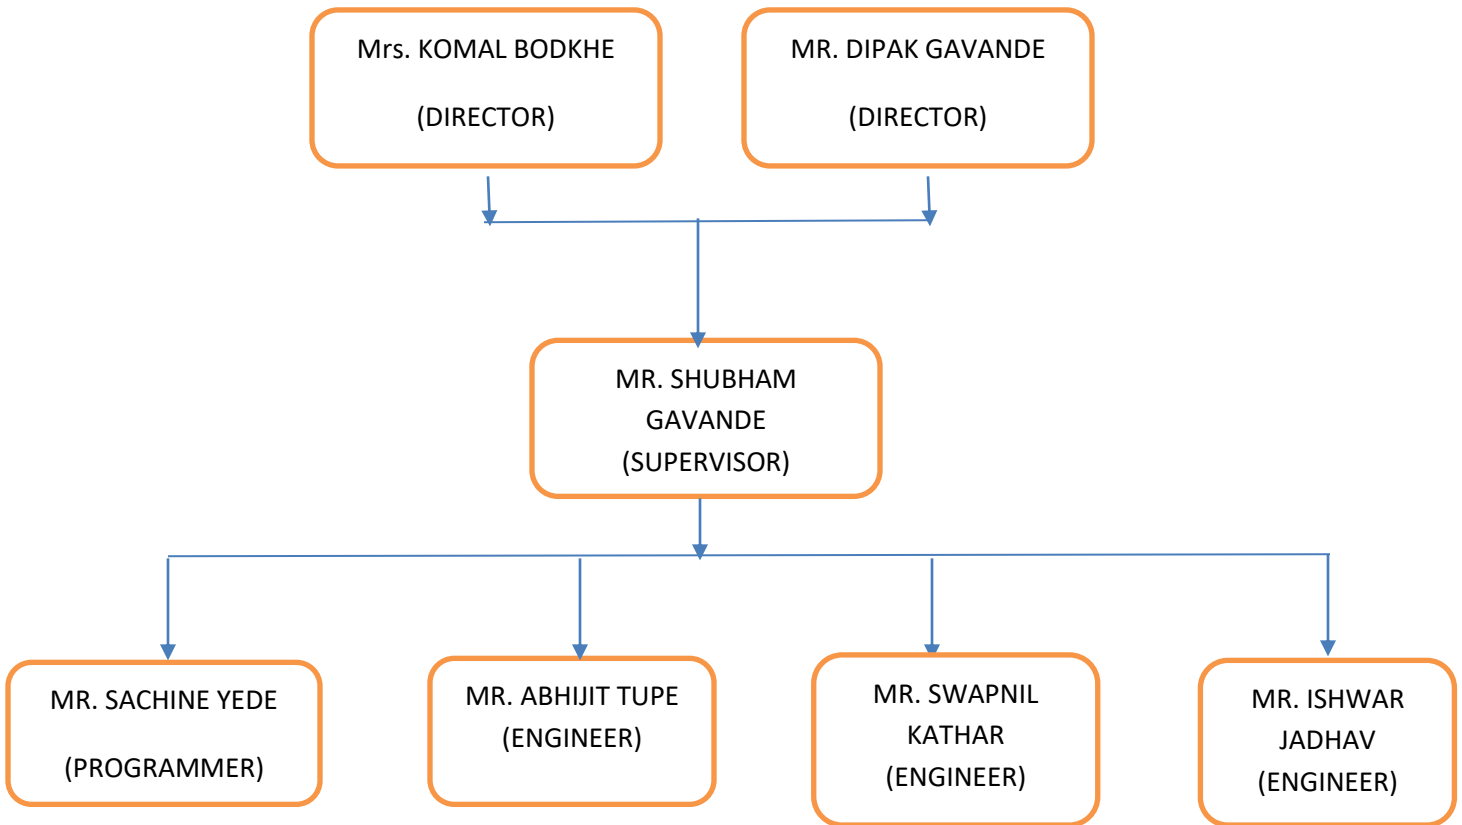 Mrs. KOMAL BODKHE
(DIRECTOR)
MR. DIPAK GAVANDE
(DIRECTOR)
MR. SHUBHAM
GAVANDE
(SUPERVISOR)
MR. SACHINE YEDE
(PROGRAMMER)
MR. ABHIJIT TUPE
(ENGINEER)
MR. SWAPNIL
KATHAR
(ENGINEER)
MR. ISHWAR
JADHAV
(ENGINEER)